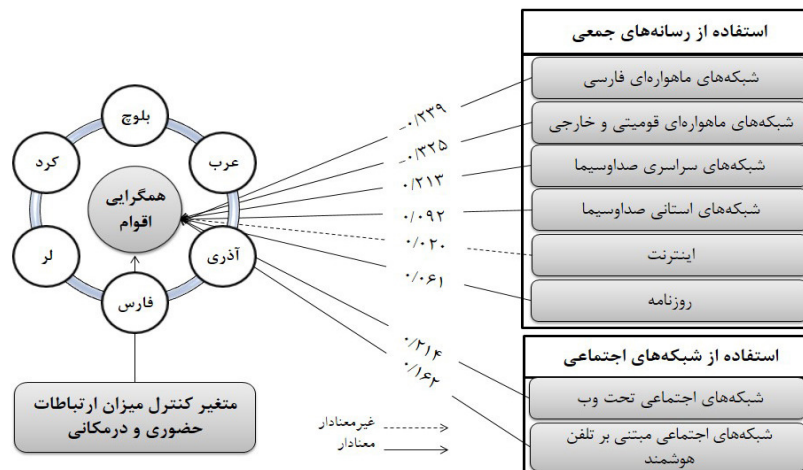 استفاده از رسانه‌های جمعی
شبکه‌های ماهواره‌ای فارسی
شبکه‌های ماهواره‌ای قومیتی و خارجی
شبکه‌های سراسری صداوسیما
شبکه‌های استانی صداوسیما
اینترنت
روزنامه
استفاده از شبکه‌های اجتماعی
شبکه‌های اجتماعی تحت وب
شبکه‌های اجتماعی مبتنی بر تلفن
هوشمند
-۰/۲۳۹
-۰/۳۲۵
۰/۲۱۳
۰/۰۹۲
۰/۰۲۰
۰/۰۶۱
۰/۲۱۴
۰/۱۶۲
بلوچ
عرب
کرد
همگرایی
اقوام
آذری
لر
فارس
متغیر کنترل میزان ارتباطات
حضوری و درمکانی
غیرمعنادار
معنادار